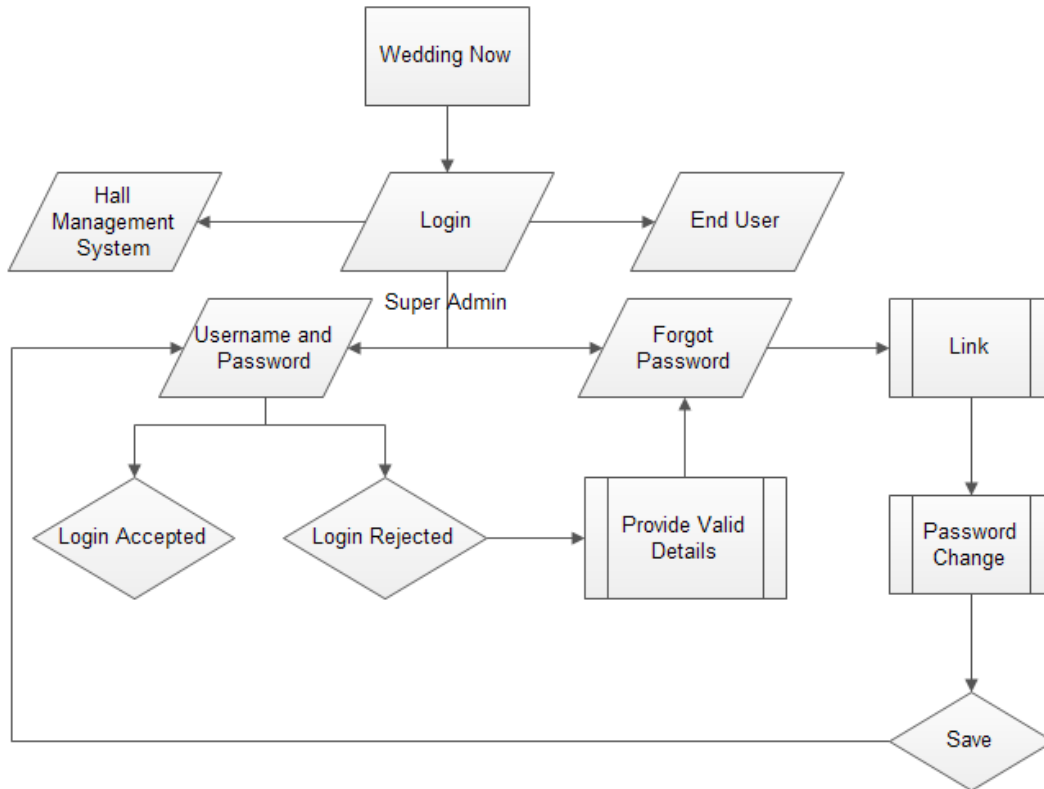 Wedding Now
Hall
Management
System
Login
End User
Super Admin
Username and
Password
Forgot
Password
Link
Login Accepted
Login Rejected
Provide Valid
Details
Password
Change
Save